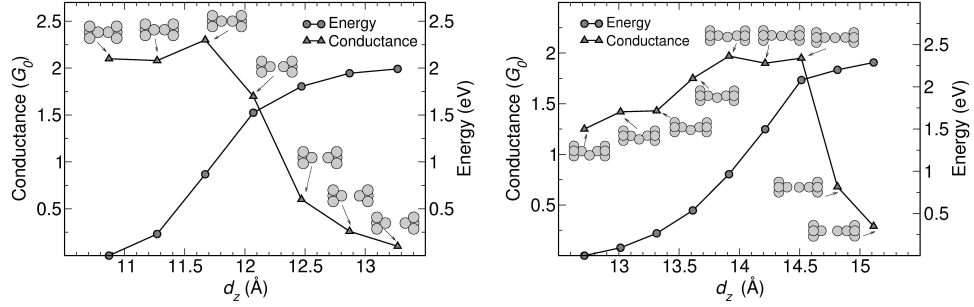 Energy
Conductance
2.5
2
1.5
1
0.5
Conductance (G0)
2.5
2
1.5
1
0.5
Energy (eV)
11 11.5 12 12.5 13
dz (Å)
Energy
Conductance
2
1.5
1
0.5
Conductance (G0)
2.5
2
1.5
1
0.5
Energy (eV)
13 13.5 14 14.5 15
dz (Å)